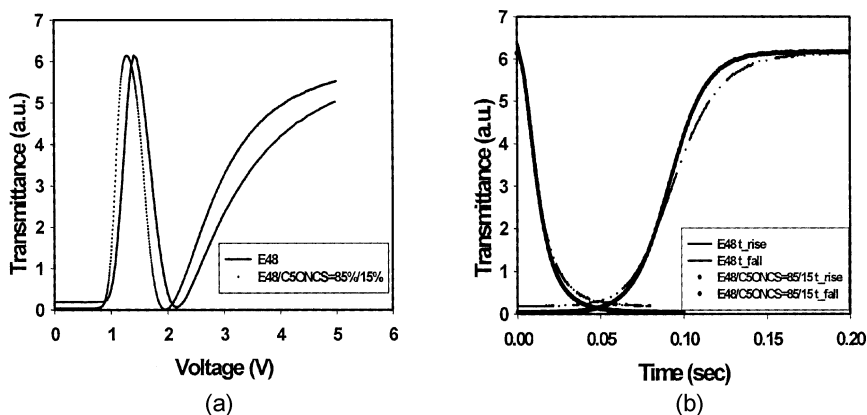 7
6
5
4
3
2
1
0
Transmittance (a.u.)
E48
E48/C5ONCS=85%/15%
0 1 2 3 4 5 6
Voltage (V)
(a)
7
6
5
4
3
2
1
0
Transmittance (a.u.)
E48 t_rise
E48 t_fall
E48/C5ONCS=85/15 t_rise
E48/C5ONCS=85/15 t_fall
0.00 0.05 0.10 0.15 0.20
Time (sec)
(b)